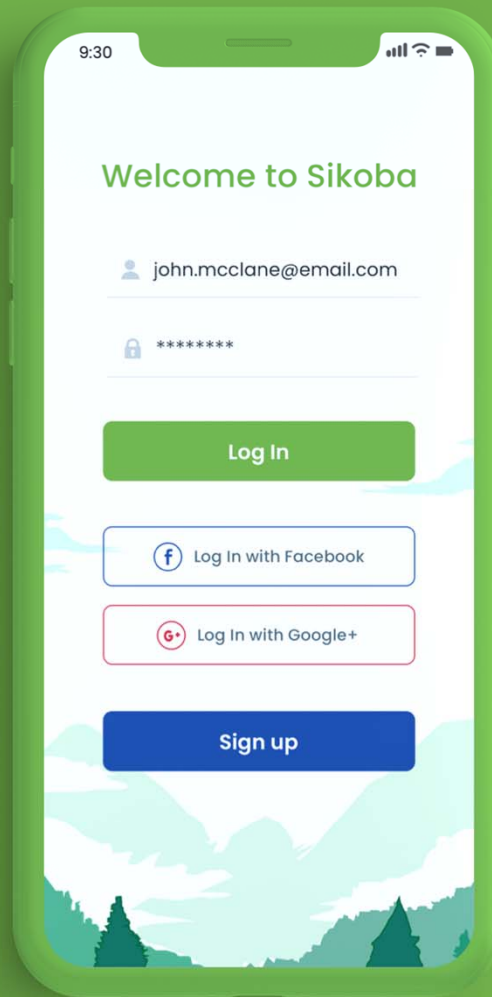 9:30
Welcome to Sikoba
john.mcclane@email.com
********
Log In
f Log In with Facebook
G+ Log In with Google+
Sign up